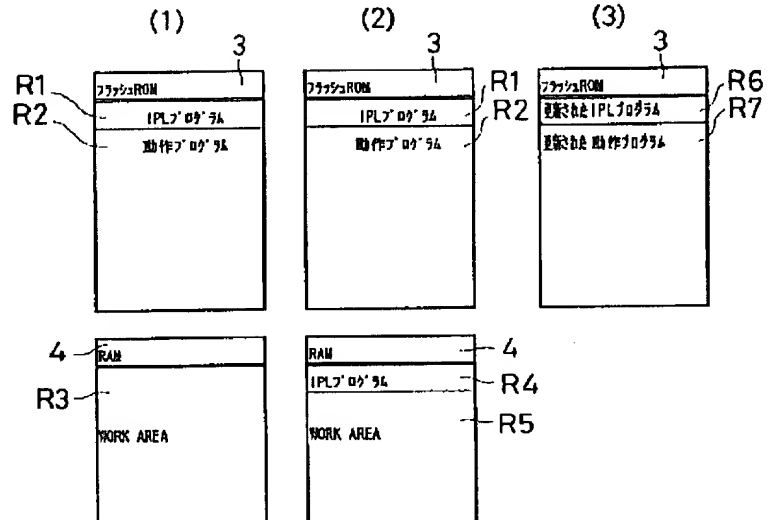 (1) (2) (3)
3 3 3
フラッシュROM フラッシュROM フラッシュROM
R1 IPLプログラム IPLプログラム R1 更新されたIPLプログラム R6
R2 動作プログラム 動作プログラム R2 更新された動作プログラム R7
4 RAM RAM 4
R3 IPLプログラム R4
WORK AREA WORK AREA R5